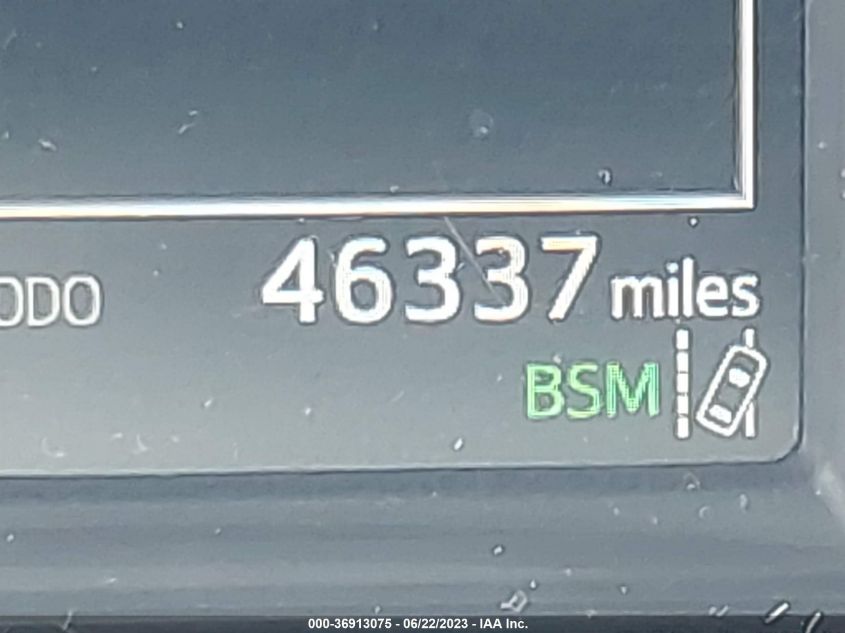 ODO 46337 miles
BSM
000-36913075 - 06/22/2023 - IAA Inc.